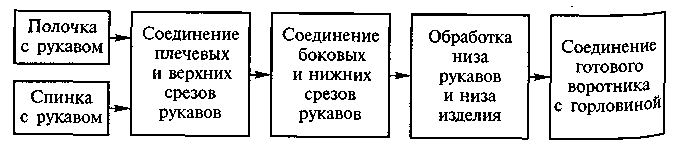 Полочка
с рукавом
Спинка
с рукавом
Соединение
плечевых
и верхних
срезов
рукавов
Соединение
боковых
и нижних
срезов
рукавов
Обработка
низа
рукавов
и низа
изделия
Соединение
готового
воротника
с горловиной